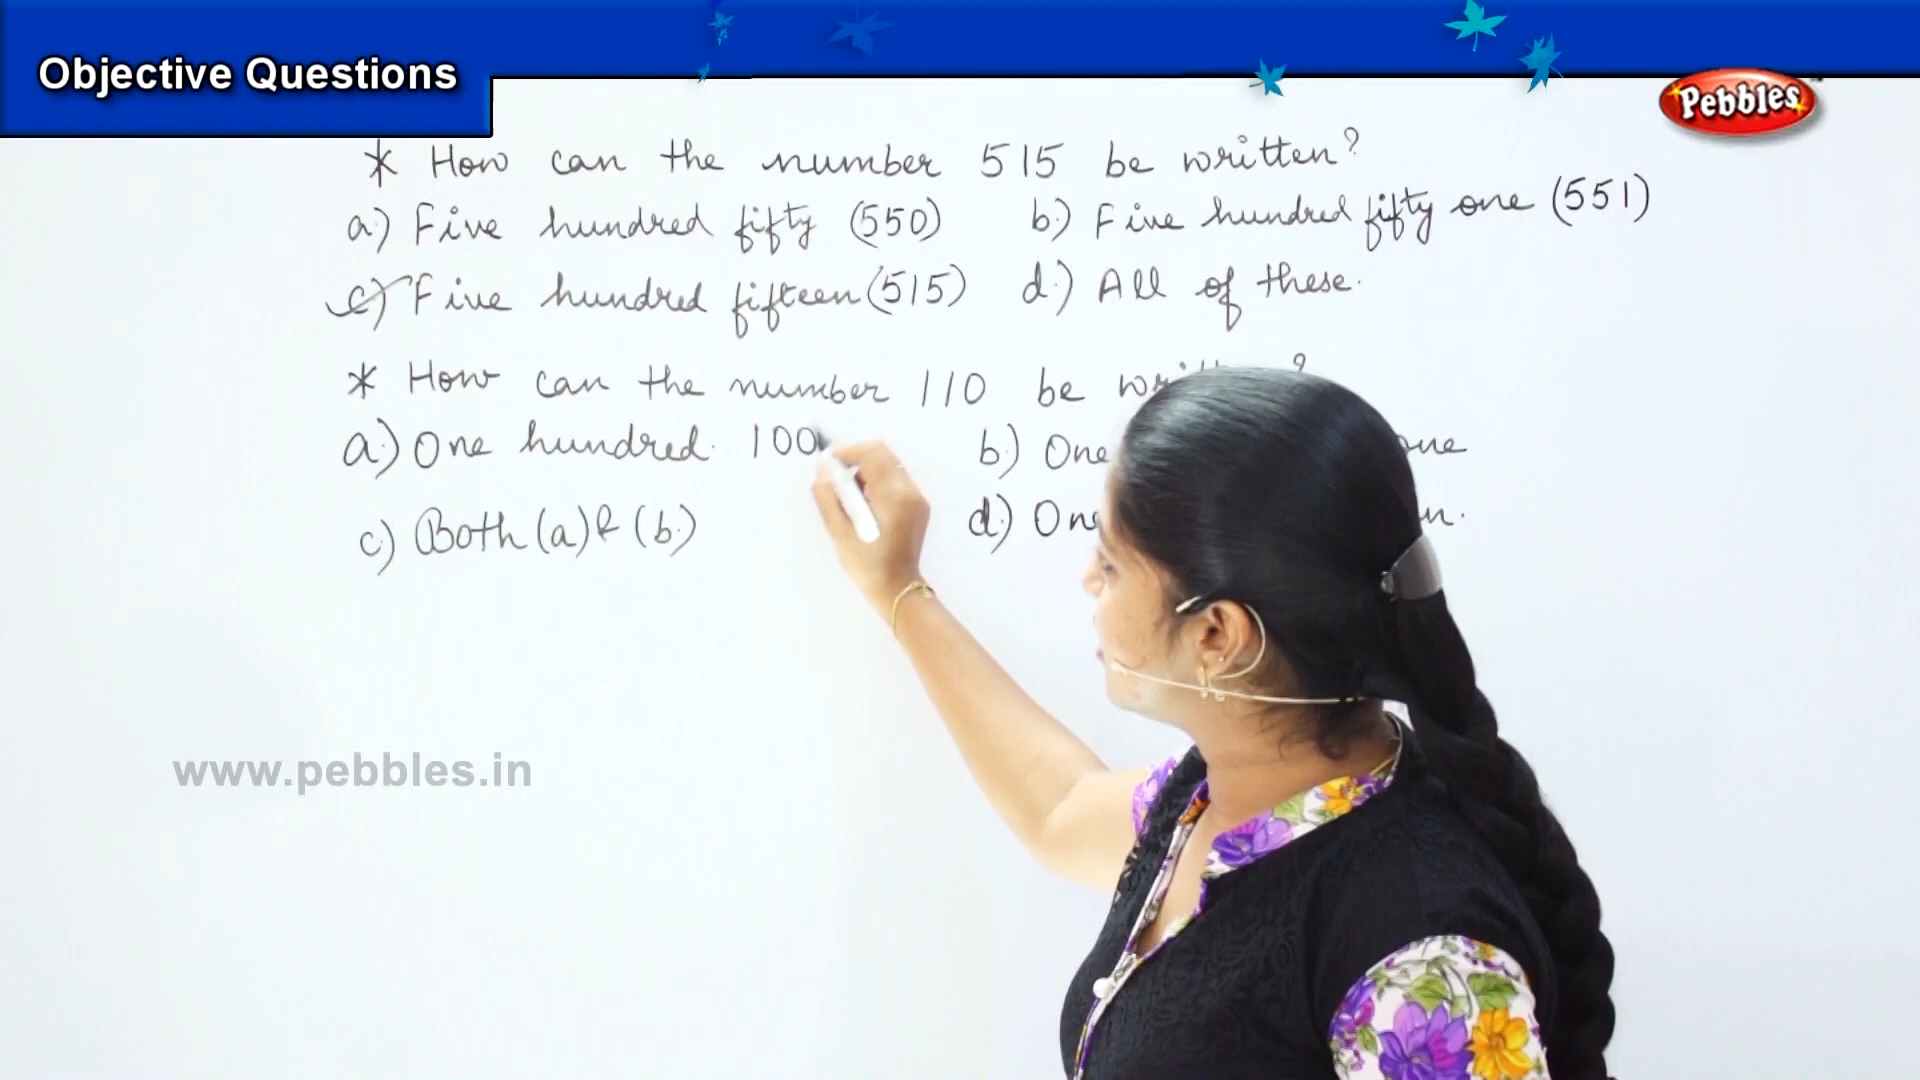 Objective Questions
Pebbles
* How can the number 515 be written?
a.) Five hundred fifty (550) b.) Five hundred fifty one (551)
c.) Five hundred fifteen (515) d.) All of these.
* How can the number 110 be ?
a.) One hundred. 100 b.) One one
c.) Both (a) & (b.) d.)
www.pebbles.in